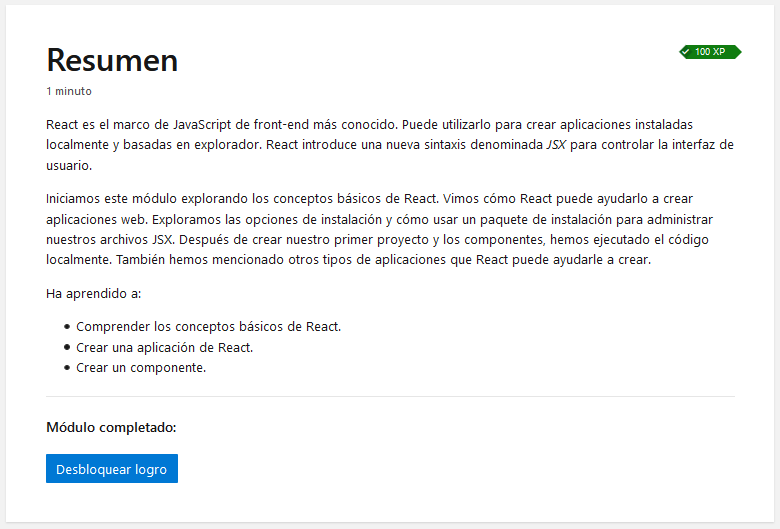 Resumen
100 XP
1 minuto
React es el marco de JavaScript de front-end más conocido. Puede utilizarlo para crear aplicaciones instaladas
localmente y basadas en explorador. React introduce una nueva sintaxis denominada JSX para controlar la interfaz de
usuario.
Iniciamos este módulo explorando los conceptos básicos de React. Vimos cómo React puede ayudarlo a crear
aplicaciones web. Exploramos las opciones de instalación y cómo usar un paquete de instalación para administrar
nuestros archivos JSX. Después de crear nuestro primer proyecto y los componentes, hemos ejecutado el código
localmente. También hemos mencionado otros tipos de aplicaciones que React puede ayudarle a crear.
Ha aprendido a:
• Comprender los conceptos básicos de React.
• Crear una aplicación de React.
• Crear un componente.
Módulo completado:
Desbloquear logro